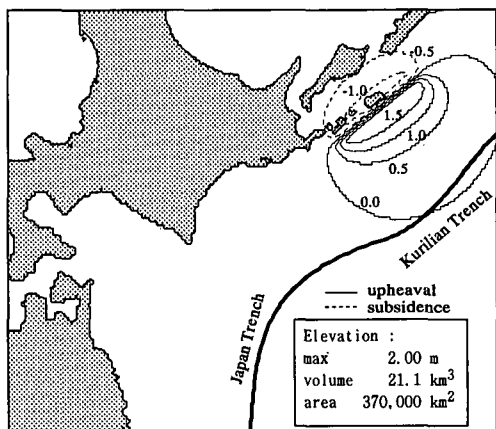 -0.5
-1.0
1.5
1.0
0.5
0.0
Kurilian Trench
Japan Trench
upheaval
subsidence
Elevation :
max 2.00 m
volume 21.1 km³
area 370,000 km²